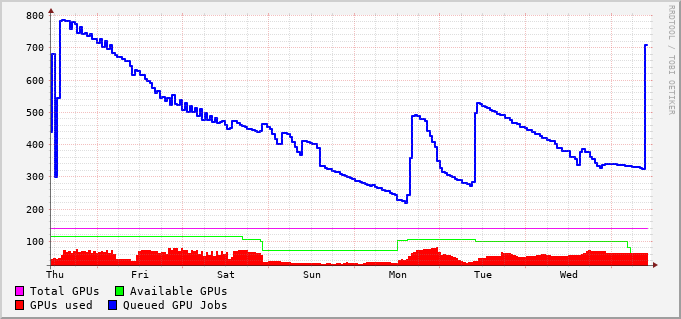 800
700
600
500
400
300
200
100
Thu Fri Sat Sun Mon Tue Wed
Total GPUs Available GPUs
GPUs used Queued GPU Jobs
RRDTOOL / TOBI OETIKER